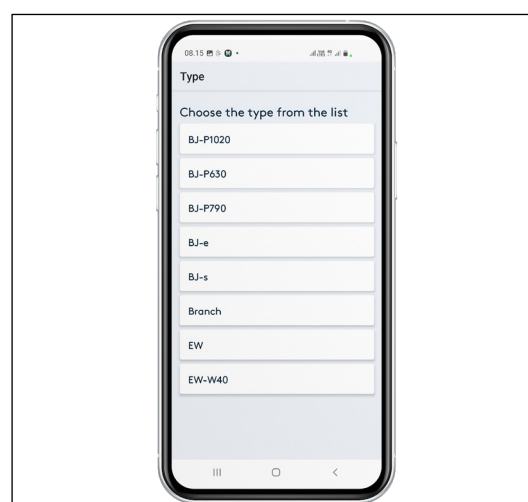 08.15
Type
Choose the type from the list
BJ-P1020
BJ-P630
BJ-P790
BJ-e
BJ-s
Branch
EW
EW-W40